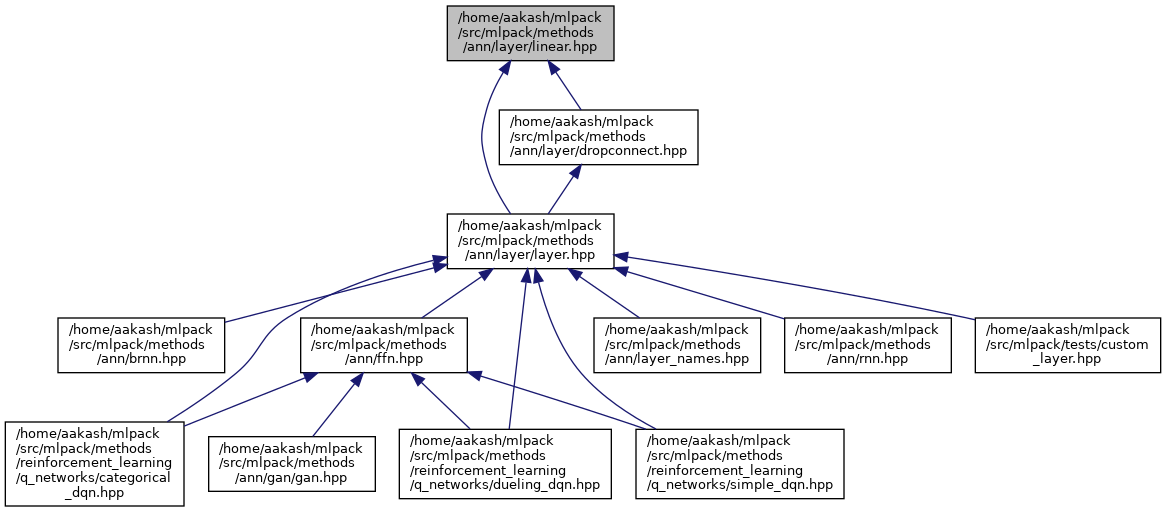 /home/aakash/mlpack
/src/mlpack/methods
/ann/layer/linear.hpp
/home/aakash/mlpack
/src/mlpack/methods
/ann/layer/dropconnect.hpp
/home/aakash/mlpack
/src/mlpack/methods
/ann/layer/layer.hpp
/home/aakash/mlpack
/src/mlpack/methods
/ann/brnn.hpp
/home/aakash/mlpack
/src/mlpack/methods
/ann/ffn.hpp
/home/aakash/mlpack
/src/mlpack/methods
/ann/layer_names.hpp
/home/aakash/mlpack
/src/mlpack/methods
/ann/rnn.hpp
/home/aakash/mlpack
/src/mlpack/tests/custom
_layer.hpp
/home/aakash/mlpack
/src/mlpack/methods
/reinforcement_learning
/q_networks/categorical
_dqn.hpp
/home/aakash/mlpack
/src/mlpack/methods
/ann/gan/gan.hpp
/home/aakash/mlpack
/src/mlpack/methods
/reinforcement_learning
/q_networks/dueling_dqn.hpp
/home/aakash/mlpack
/src/mlpack/methods
/reinforcement_learning
/q_networks/simple_dqn.hpp